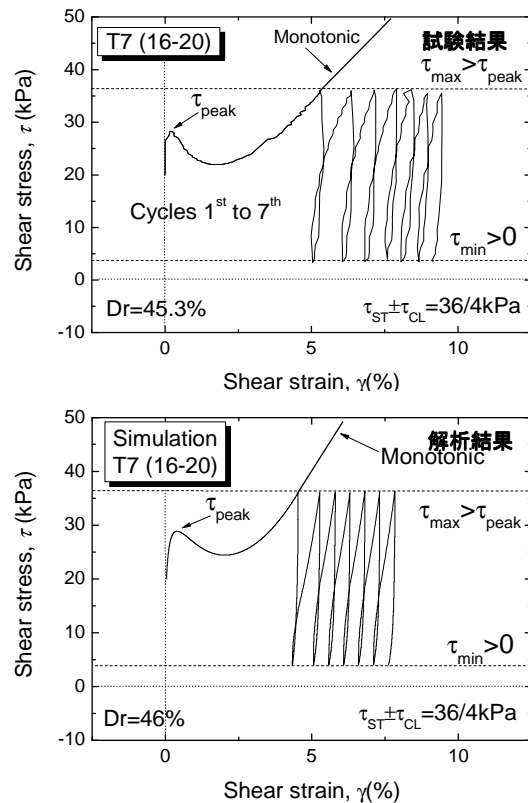 T7 (16-20)
Monotonic
試験結果
τmax>τpeak
τpeak
Cycles 1st to 7th
τmin>0
Dr=45.3%
τST±τCL=36/4kPa
50
40
30
20
10
0
-10
Shear stress, τ (kPa)
0
5
10
Shear strain, γ(%)
Simulation
T7 (16-20)
解析結果
Monotonic
τpeak
τmax>τpeak
τmin>0
Dr=46%
τST±τCL=36/4kPa
50
40
30
20
10
0
-10
Shear stress, τ (kPa)
0
5
10
Shear strain, γ(%)